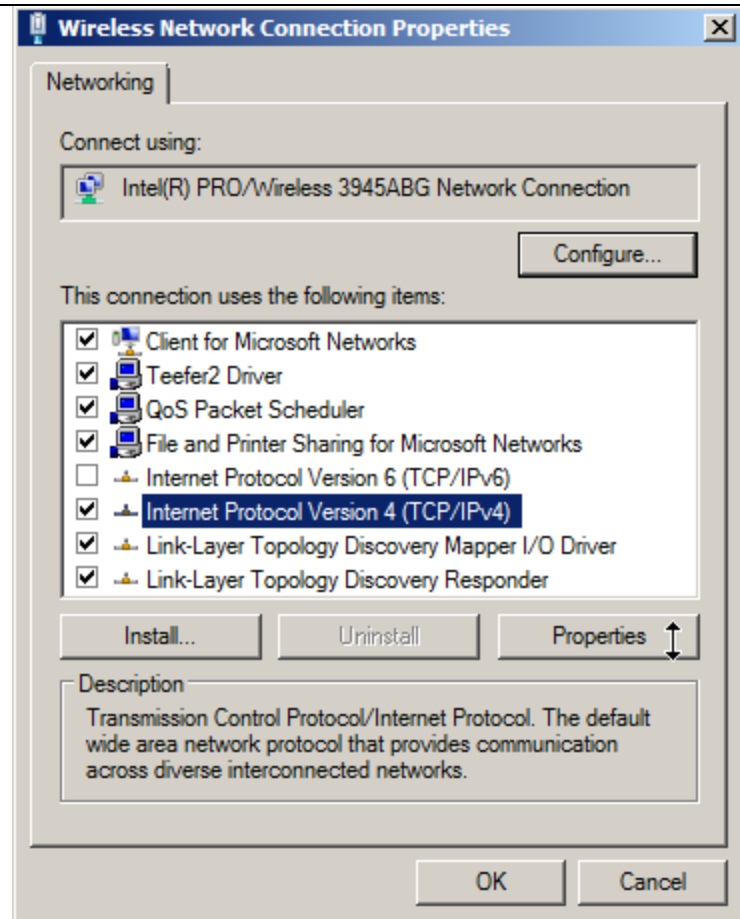 Wireless Network Connection Properties
Networking
Connect using:
Intel(R) PRO/Wireless 3945ABG Network Connection
Configure...
This connection uses the following items:
Client for Microsoft Networks
Teefer2 Driver
QoS Packet Scheduler
File and Printer Sharing for Microsoft Networks
Internet Protocol Version 6 (TCP/IPv6)
Internet Protocol Version 4 (TCP/IPv4)
Link-Layer Topology Discovery Mapper I/O Driver
Link-Layer Topology Discovery Responder
Install... Uninstall Properties
Description
Transmission Control Protocol/Internet Protocol. The default
wide area network protocol that provides communication
across diverse interconnected networks.
OK Cancel